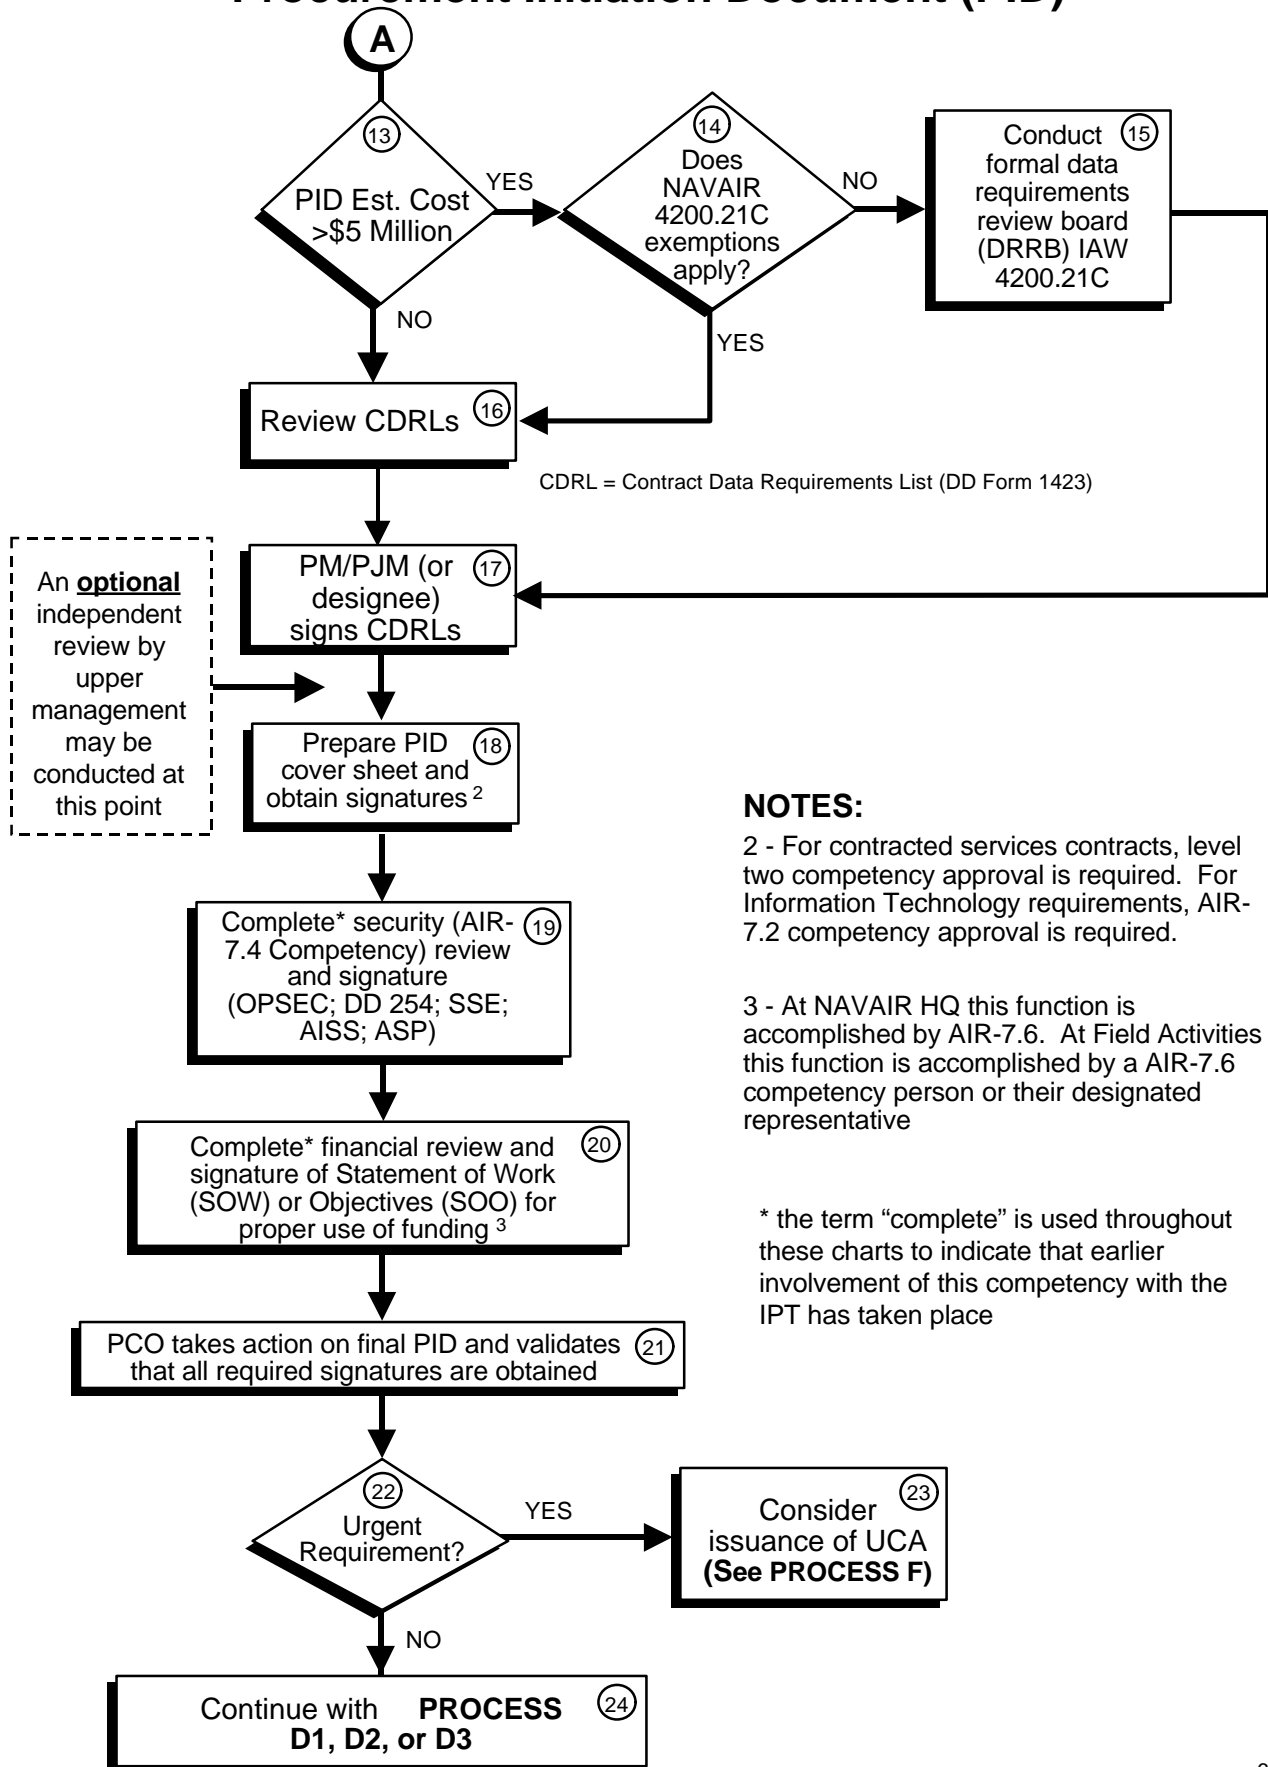 Procurement Initiation Document (PID)
A
13
PID Est. Cost
>$5 Million
YES
NO
14
Does
NAVAIR
4200.21C
exemptions
apply?
NO
YES
15
Conduct
formal data
requirements
review board
(DRRB) IAW
4200.21C
Review CDRLs
16
CDRL = Contract Data Requirements List (DD Form 1423)
PM/PJM (or
designee)
signs CDRLs
17
An optional
independent
review by
upper
management
may be
conducted at
this point
Prepare PID
cover sheet and
obtain signatures 2
18
Complete* security (AIR-
7.4 Competency) review
and signature
(OPSEC; DD 254; SSE;
AISS; ASP)
19
Complete* financial review and
signature of Statement of Work
(SOW) or Objectives (SOO) for
proper use of funding 3
20
PCO takes action on final PID and validates
that all required signatures are obtained
21
22
Urgent
Requirement?
YES
NO
Consider
issuance of UCA
(See PROCESS F)
23
Continue with PROCESS
D1, D2, or D3
24
NOTES:
2 - For contracted services contracts, level
two competency approval is required. For
Information Technology requirements, AIR-
7.2 competency approval is required.
3 - At NAVAIR HQ this function is
accomplished by AIR-7.6. At Field Activities
this function is accomplished by a AIR-7.6
competency person or their designated
representative
* the term “complete” is used throughout
these charts to indicate that earlier
involvement of this competency with the
IPT has taken place